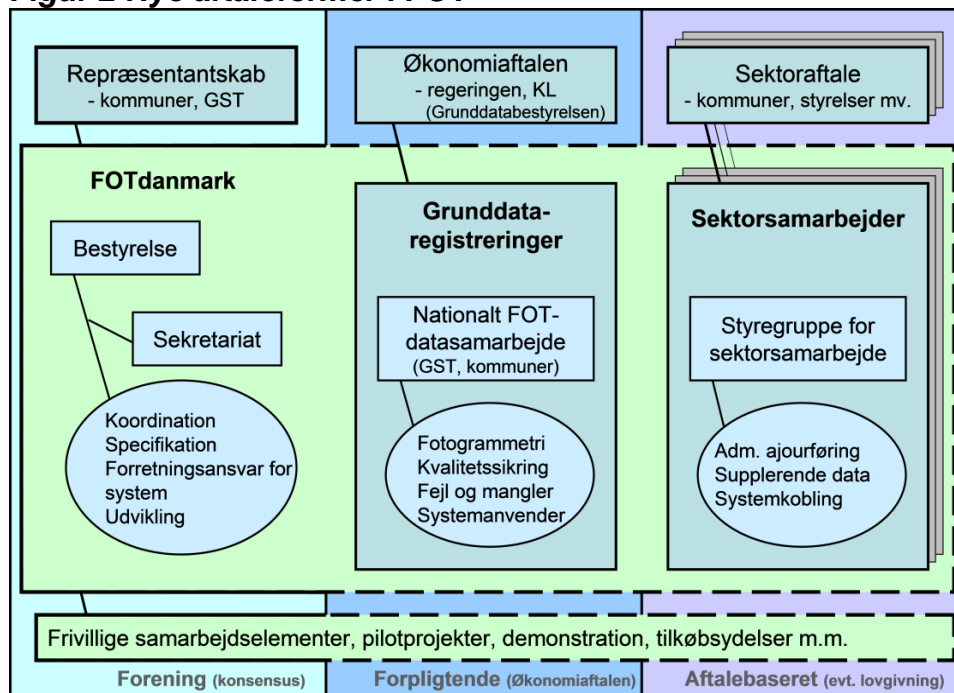 Repræsentantskab
- kommuner, GST
Økonomiaftalen
- regeringen, KL
(Grunddatabestyrelsen)
Sektoraftale
- kommuner, styrelser mv.
FOTdanmark
Bestyrelse
Sekretariat
Koordination
Specifikation
Forretningsansvar for
system
Udvikling
Grunddata-
registreringer
Nationalt FOT-
datasamarbejde
(GST, kommuner)
Fotogrammetri
Kvalitetssikring
Fejl og mangler
Systemanvender
Sektorsamarbejder
Styregruppe for
sektorsamarbejde
Adm. ajourføring
Supplerende data
Systemkobling
Frivillige samarbejdselementer, pilotprojekter, demonstration, tilkøbsydelser m.m.
Forening (konsensus)
Forpligtende (Økonomiaftalen)
Aftalebaseret (evt. lovgivning)